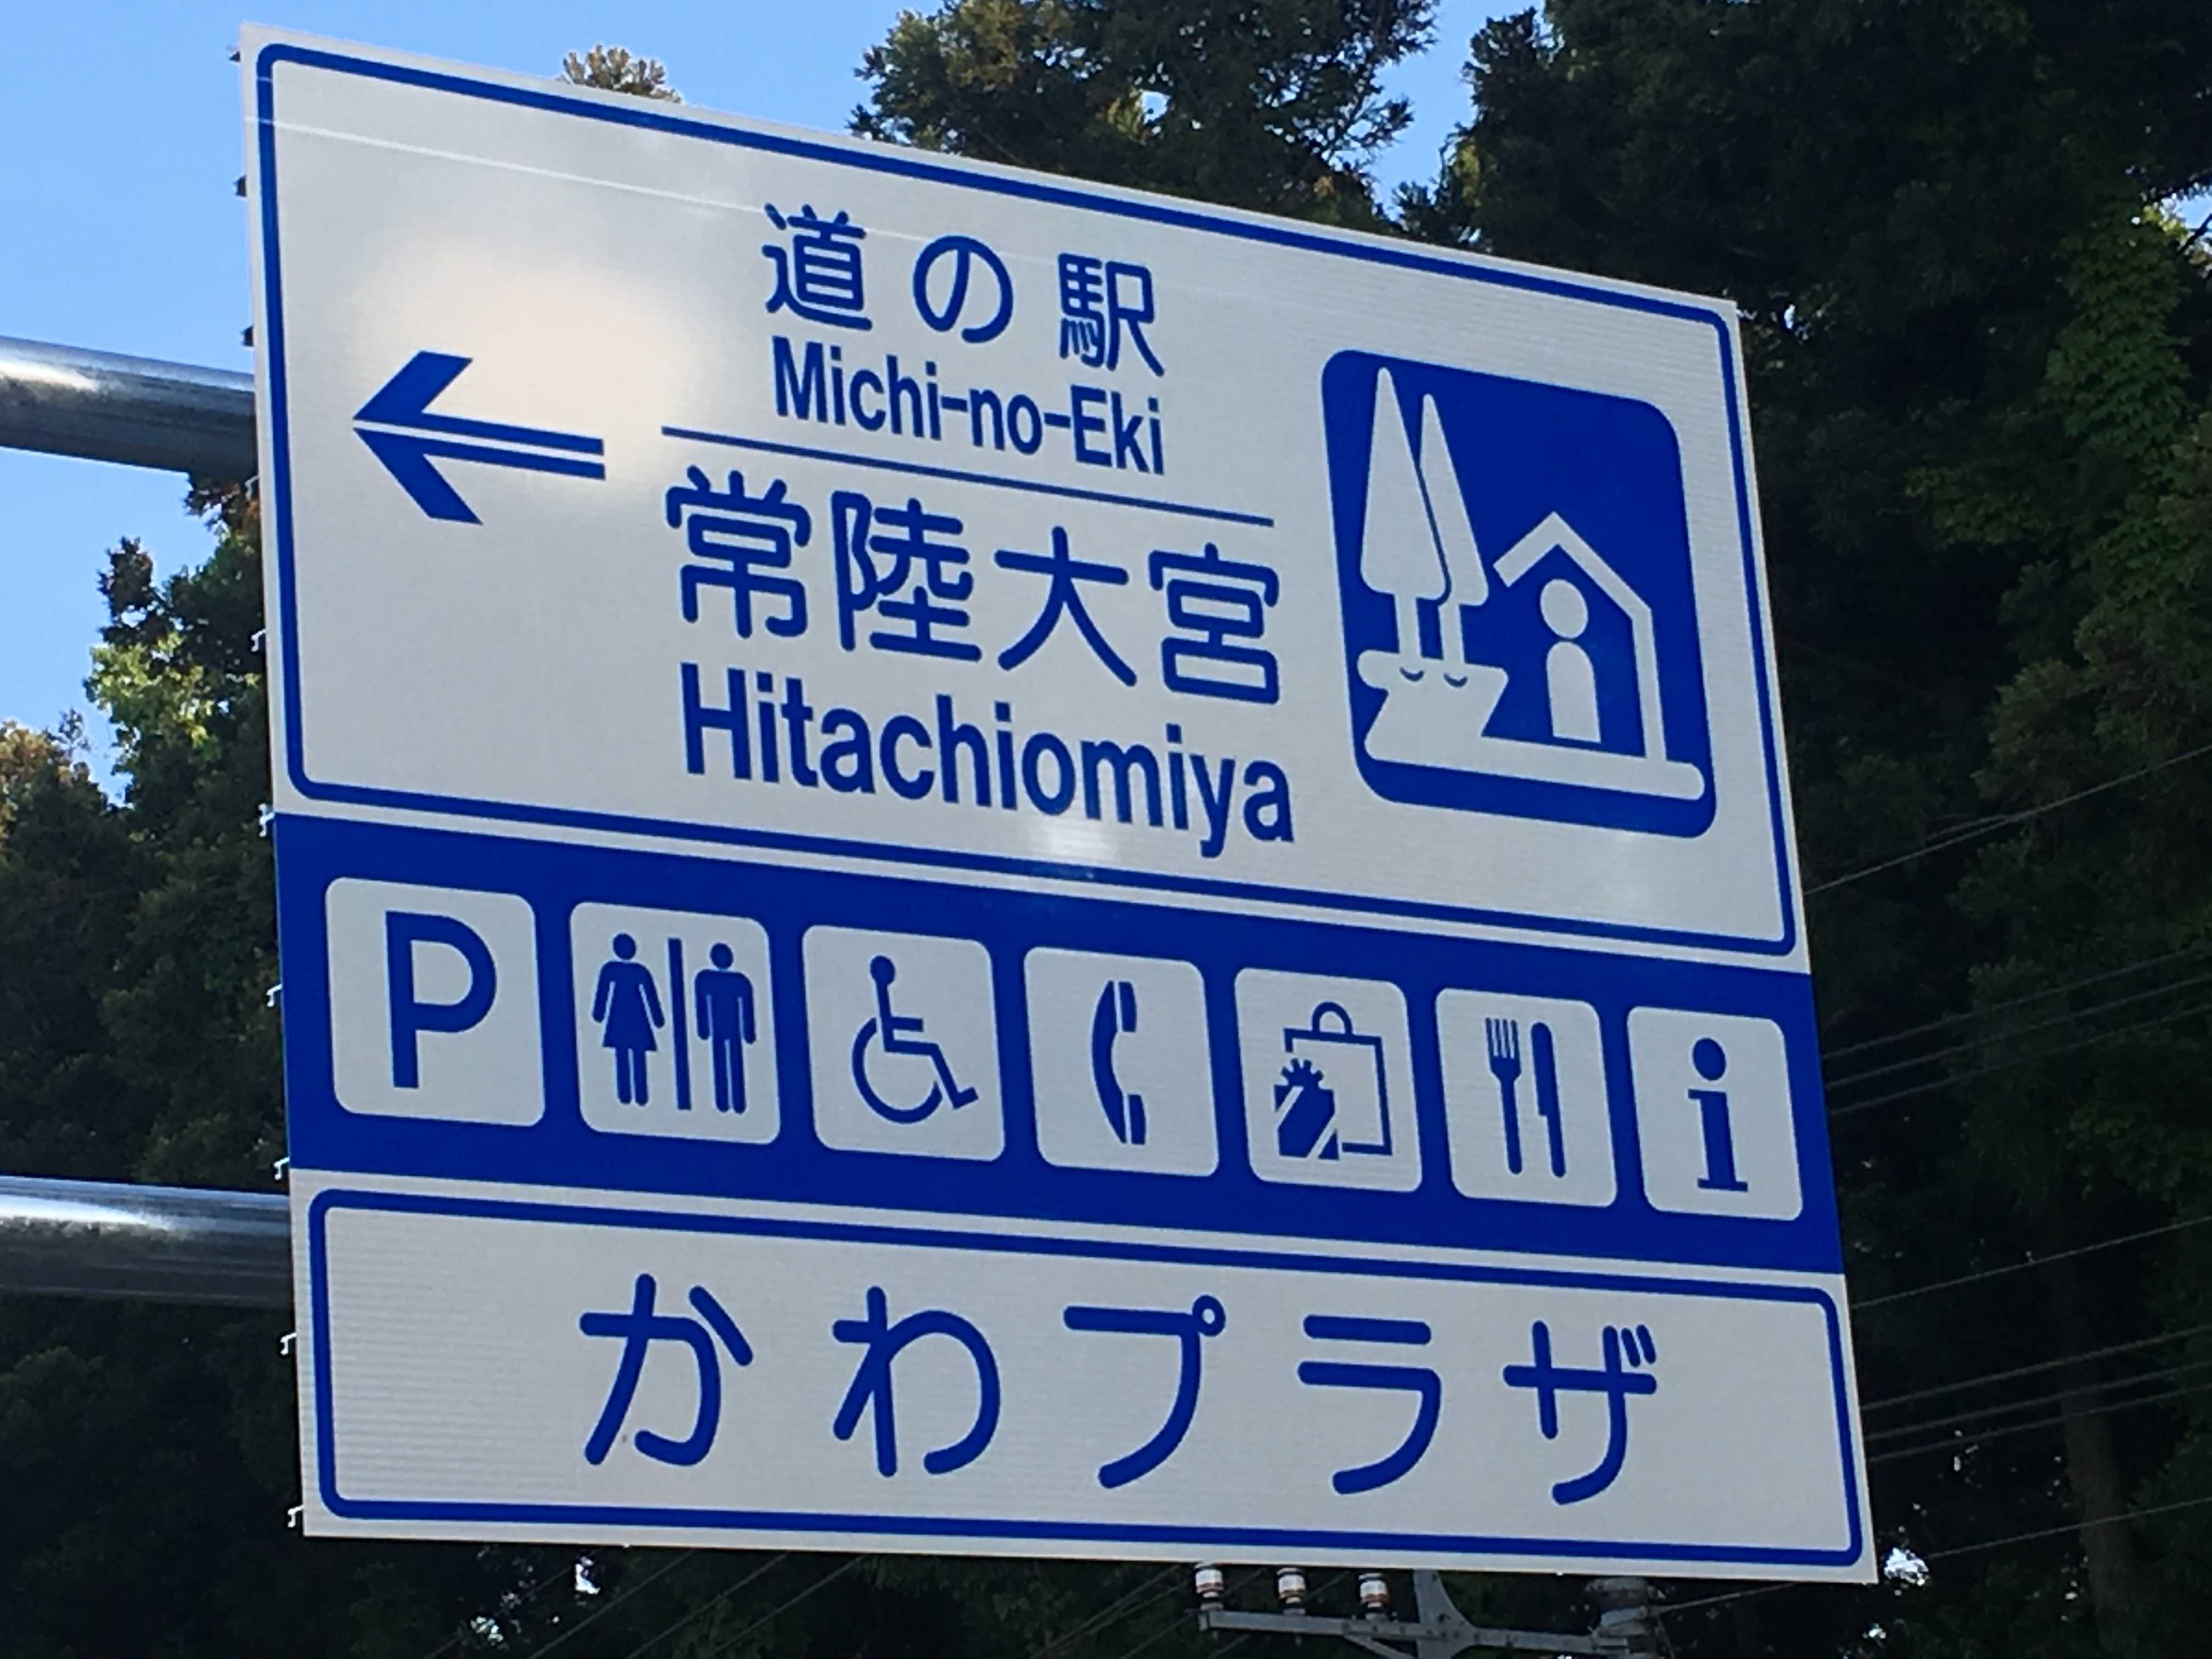 道の駅
Michi-no-Eki
常陸大宮
Hitachiomiya
P
i
かわプラザ